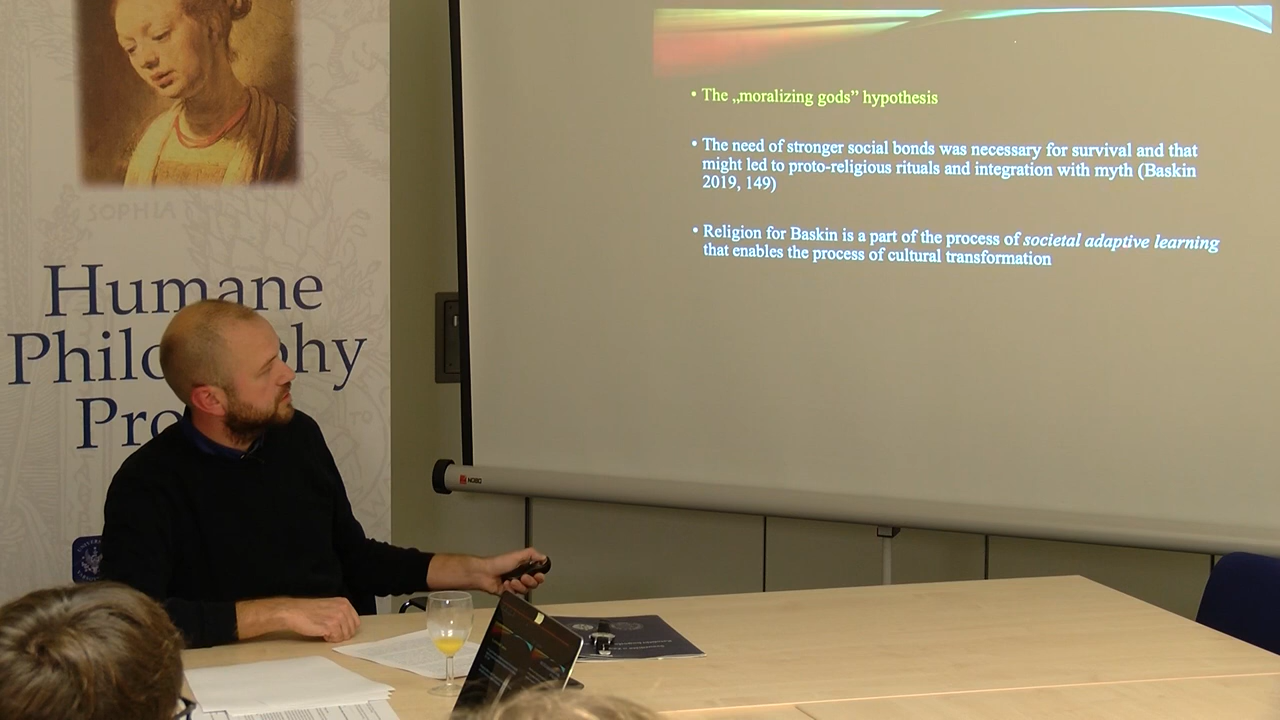 SOPHIA
Humane
Philo phy
Pro
• The „moralizing gods” hypothesis
• The need of stronger social bonds was necessary for survival and that
might led to proto-religious rituals and integration with myth (Baskin
2019, 149)
• Religion for Baskin is a part of the process of societal adaptive learning
that enables the process of cultural transformation
NOBO